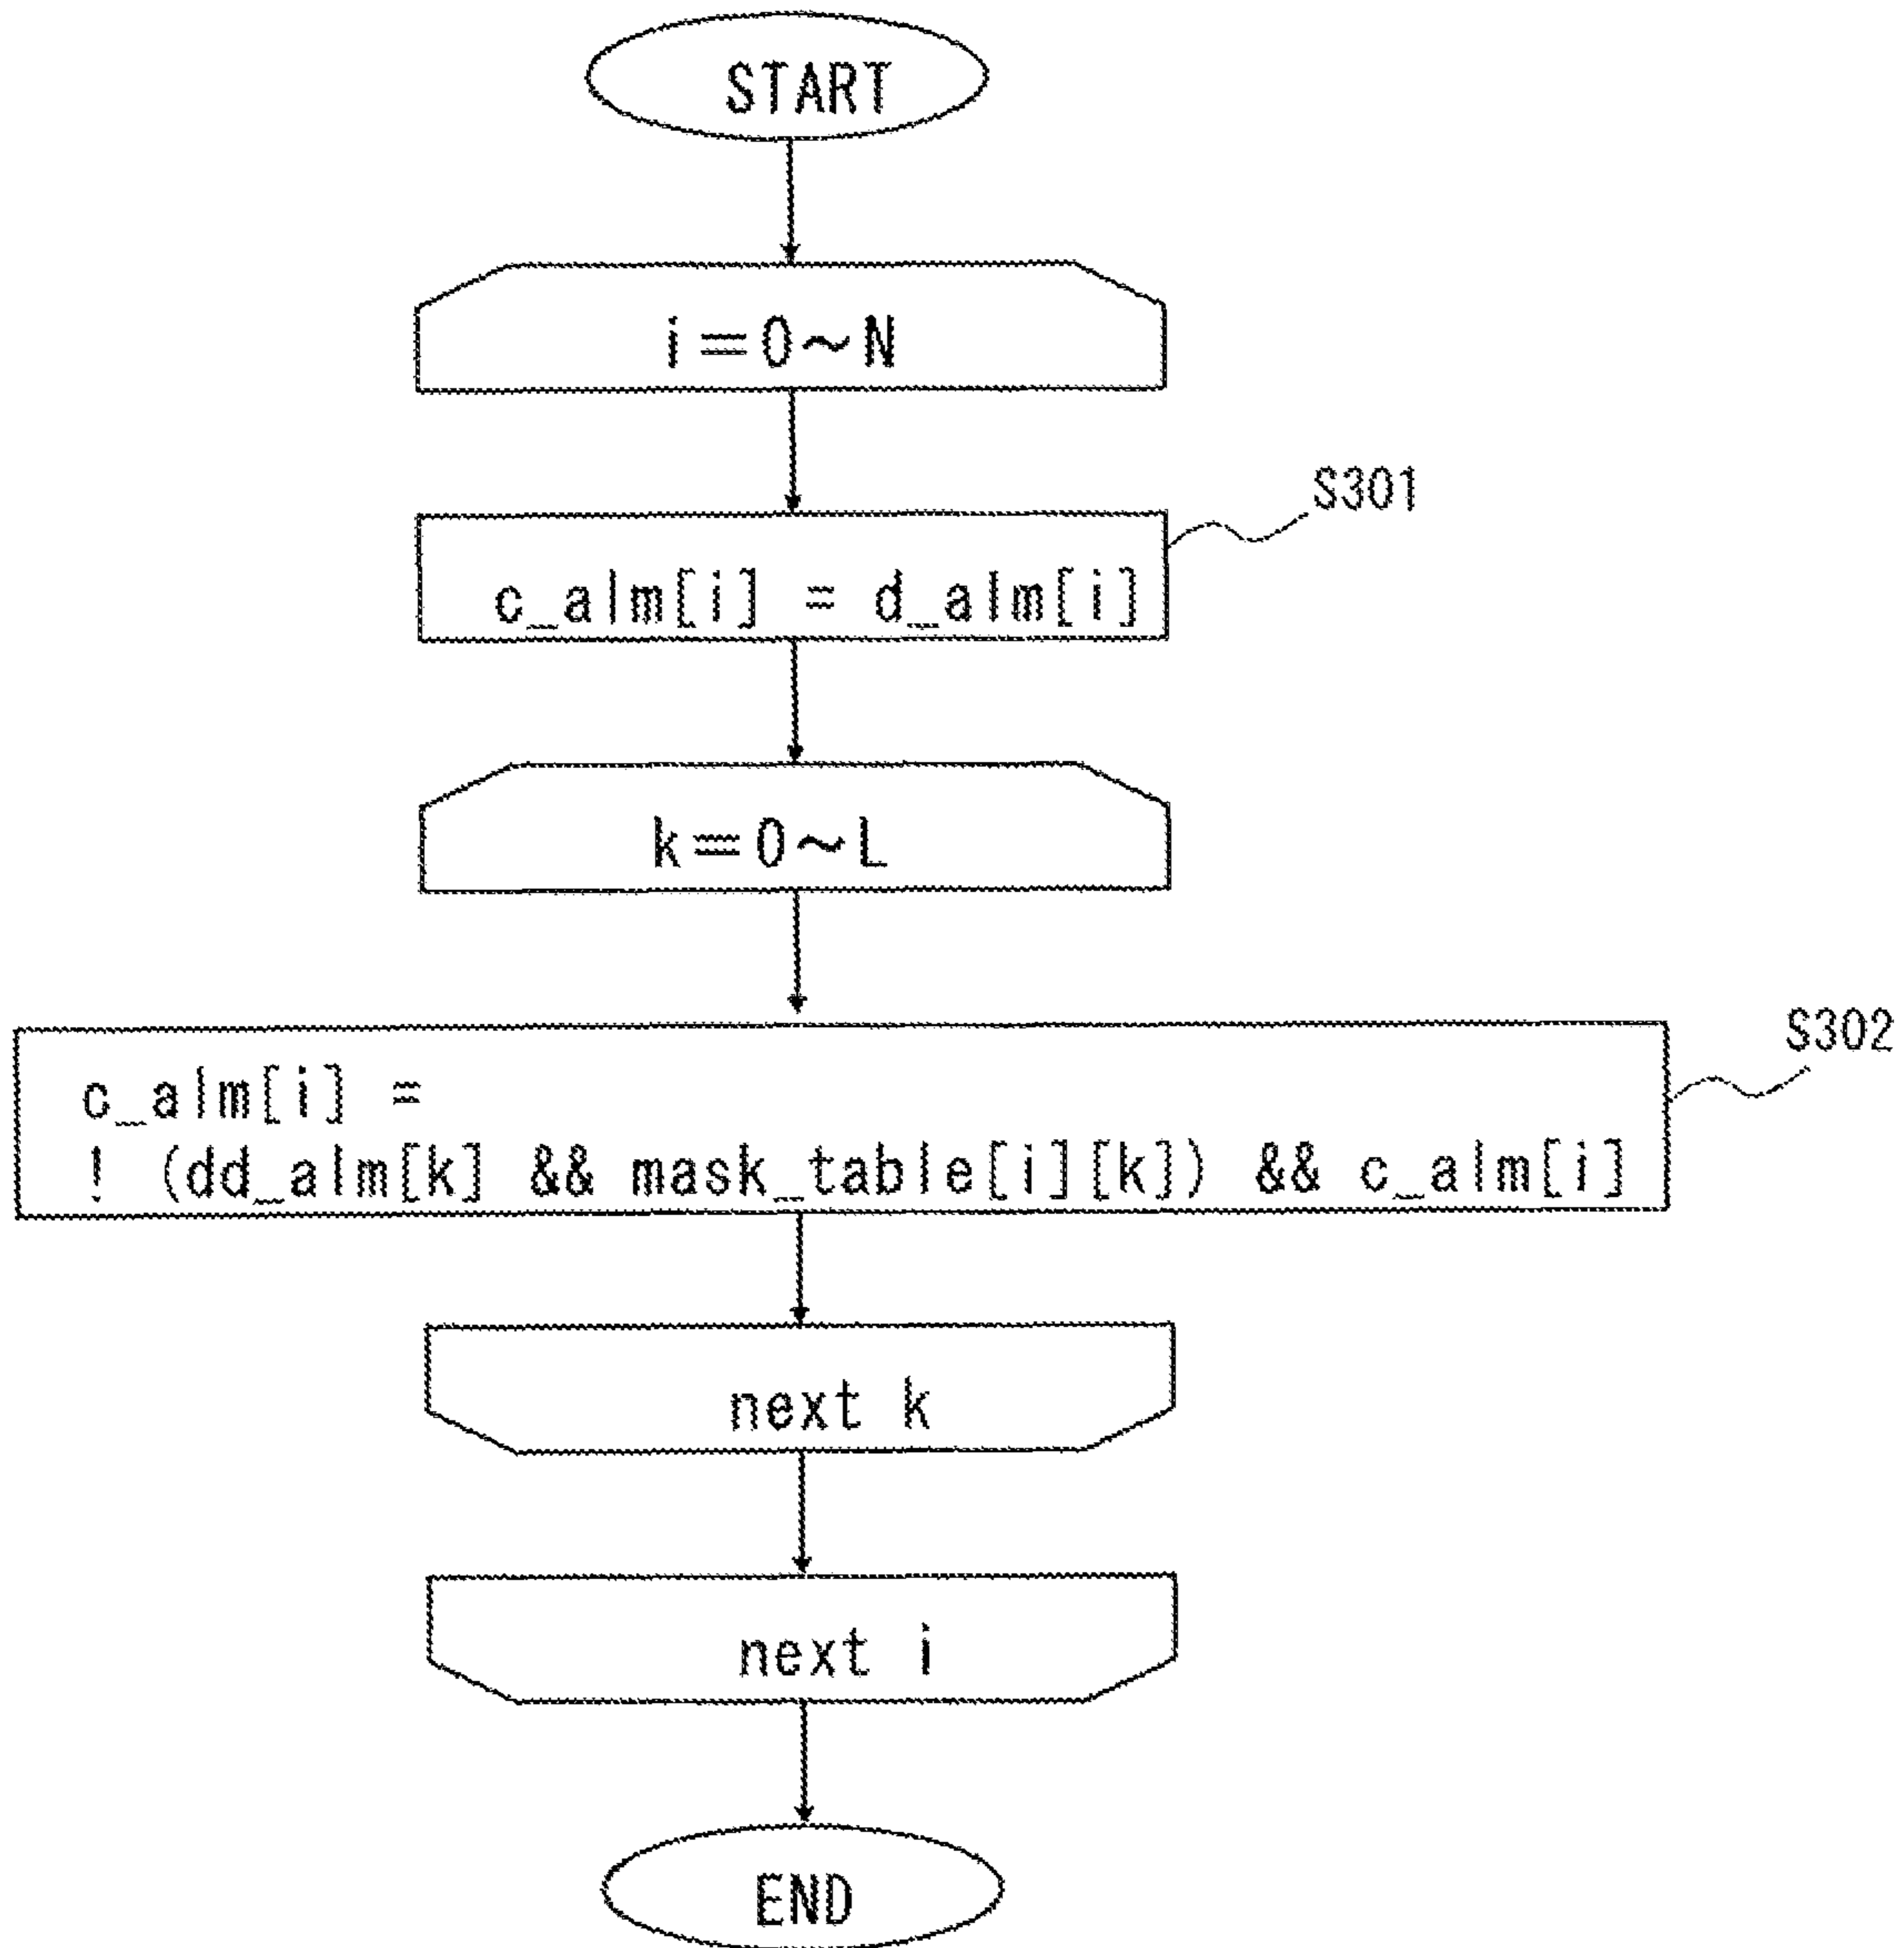 START
i=0~N
S301
c_alm[i] = d_alm[i]
k=0~L
S302
c_alm[i] =
! (dd_alm[k] && mask_table[i][k]) && c_alm[i]
next k
next i
END